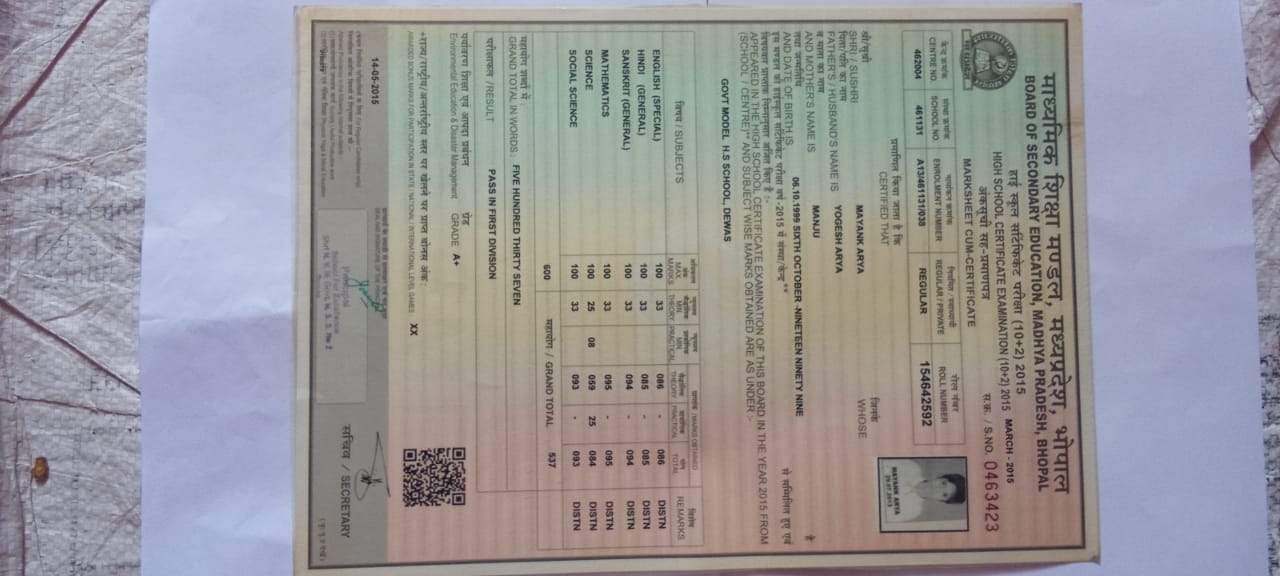 माध्यमिक शिक्षा मण्डल, मध्यप्रदेश, भोपाल
BOARD OF SECONDARY EDUCATION, MADHYA PRADESH, BHOPAL
हाई स्कूल सर्टिफिकेट परीक्षा (10+2) 2015
HIGH SCHOOL CERTIFICATE EXAMINATION (10+2) 2015 MARCH - 2015
अंकसूची सह-प्रमाणपत्र स.क्र. / S.NO. 0463423
MARKSHEET CUM-CERTIFICATE
केन्द्र क्रमांक संस्था क्रमांक नामांकन क्रमांक नियमित / स्वाध्यायी रोल नंबर
CENTRE NO. SCHOOL NO. ENROLMENT NUMBER REGULAR / PRIVATE ROLL NUMBER
462004 461131 A13/461131/038 REGULAR 154642592
MAYANK ARYA
29.07.2013
प्रमाणित किया जाता है कि
CERTIFIED THAT
श्री/सुश्री जिनके
SHRI / SUSHRI MAYANK ARYA WHOSE
पिता/पति का नाम
FATHER'S / HUSBAND'S NAME IS YOGESH ARYA
व माता का नाम
AND MOTHER'S NAME IS MANJU
तथा जन्मतिथि है
AND DATE OF BIRTH IS 06.10.1999 SIXTH OCTOBER -NINETEEN NINETY NINE
इस मण्डल की हाईस्कूल सर्टिफिकेट परीक्षा वर्ष -2015 में संस्था/केन्द्र** से सम्मिलित हुए एवं
विषयवार प्राप्तांक निम्नानुसार अर्जित किए है :-
APPEARED IN THE HIGH SCHOOL CERTIFICATE EXAMINATION OF THIS BOARD IN THE YEAR 2015 FROM
(SCHOOL / CENTRE)** AND SUBJECT WISE MARKS OBTAINED ARE AS UNDER :-
GOVT MODEL H.S SCHOOL, DEWAS
विषय / SUBJECTS अधिकतम अंक MAX. MARKS न्यूनतम सैद्धांतिक MIN. THEORY न्यूनतम प्रायोगिक MIN PRACTICAL प्राप्तांक / MARKS OBTAINED विशेष REMARKS
सैद्धांतिक THEORY प्रायोगिक PRACTICAL योग TOTAL
ENGLISH (SPECIAL) 100 33 086 - 086 DISTN
HINDI (GENERAL) 100 33 085 - 085 DISTN
SANSKRIT (GENERAL) 100 33 094 - 094 DISTN
MATHEMATICS 100 33 095 - 095 DISTN
SCIENCE 100 25 08 059 25 084 DISTN
SOCIAL SCIENCE 100 33 093 - 093 DISTN
600 महायोग / GRAND TOTAL 537
महायोग शब्दों में :
GRAND TOTAL IN WORDS : FIVE HUNDRED THIRTY SEVEN
परीक्षाफल /RESULT PASS IN FIRST DIVISION
पर्यावरण शिक्षा एवं आपदा प्रबंधन ग्रेड
Environmental Education & Disaster Management GRADE A+
+राज्य/राष्ट्रीय/अन्तर्राष्ट्रीय स्तर पर खेलने पर प्राप्त बोनस अंक :
AWARDED BONUS MARKS FOR PARTICIPATION IN STATE / NATIONAL / INTERNATIONAL LEVEL GAMES : XX
14-05-2015
SEAL AND SIGNATURE OF THE
Principal
School For Excellence
सचिव / SECRETARY